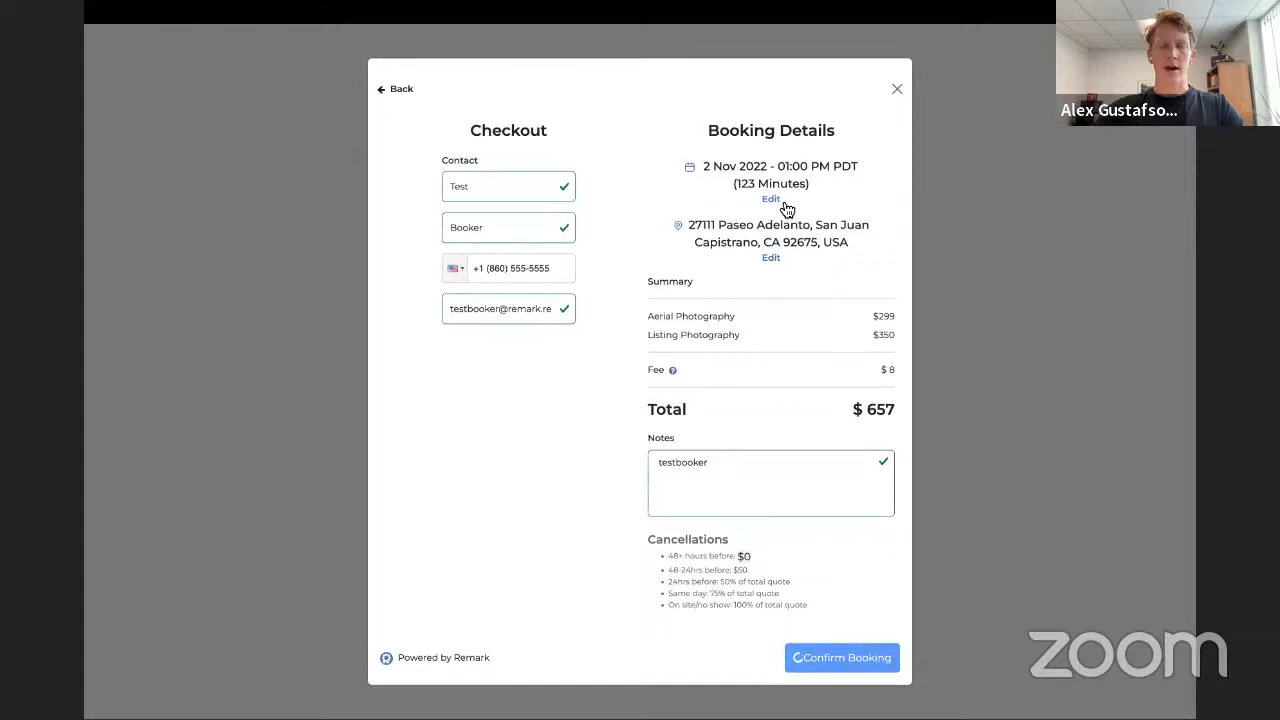 Back
Checkout
Contact
Test
Booker
+1 (860) 555-5555
testbooker@remark.re
Booking Details
2 Nov 2022 - 01:00 PM PDT
(123 Minutes)
Edit
27111 Paseo Adelanto, San Juan
Capistrano, CA 92675, USA
Edit
Summary
Aerial Photography $299
Listing Photography $350
Fee $ 8
Total $ 657
Notes
testbooker
Cancellations
48+ hours before: $0
48-24hrs before: $50
24hrs before: 50% of total quote
Same day: 75% of total quote
On site/no show: 100% of total quote
Powered by Remark
Confirm Booking
Alex Gustafso...
zoom